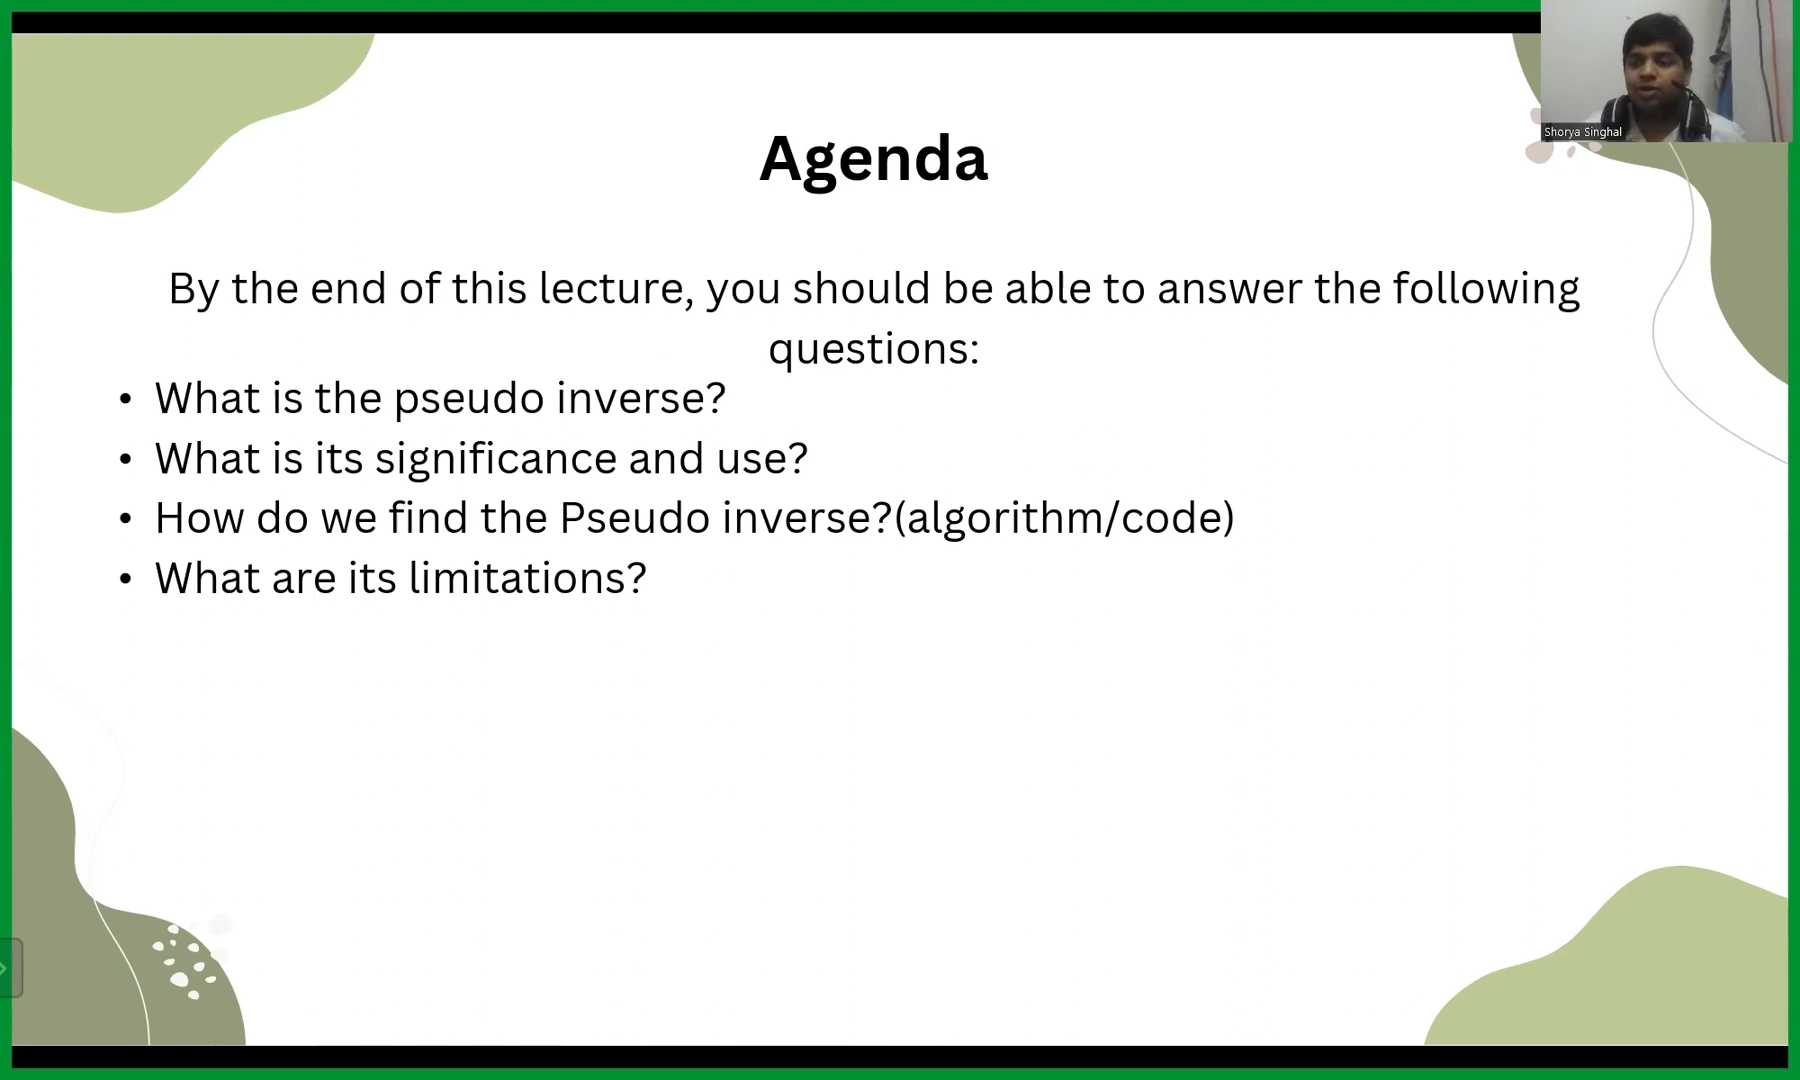 Shorya Singhal
Agenda
By the end of this lecture, you should be able to answer the following
questions:
• What is the pseudo inverse?
• What is its significance and use?
• How do we find the Pseudo inverse?(algorithm/code)
• What are its limitations?